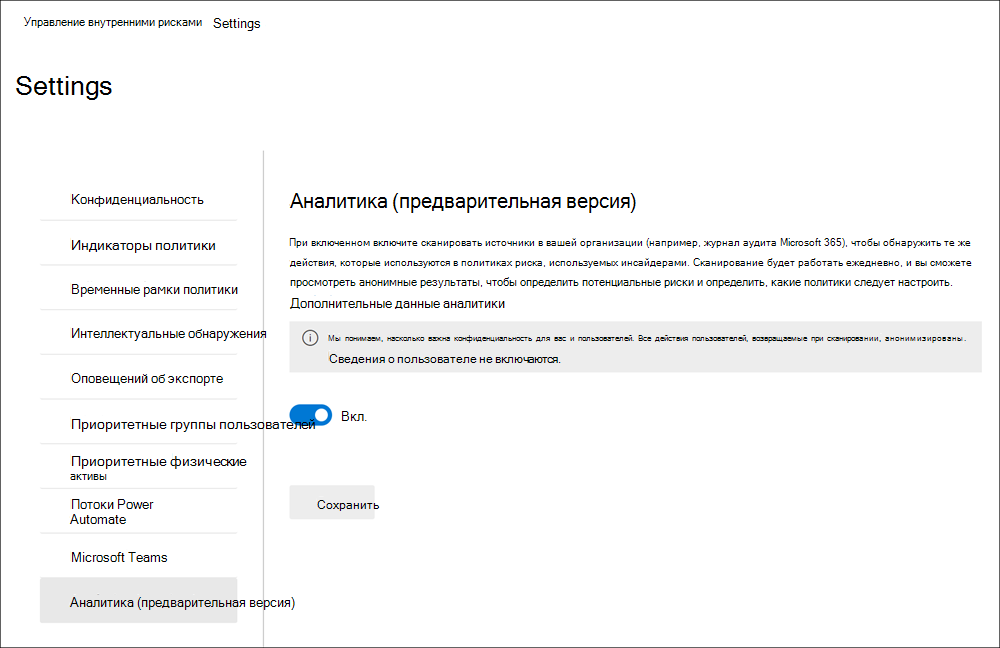 Управление внутренними рисками Settings
Settings
Конфиденциальность
Индикаторы политики
Временные рамки политики
Интеллектуальные обнаружения
Оповещений об экспорте
Приоритетные группы пользователей
Приоритетные физические
активы
Потоки Power
Automate
Microsoft Teams
Аналитика (предварительная версия)
Аналитика (предварительная версия)
При включенном включите сканировать источники в вашей организации (например, журнал аудита Microsoft 365), чтобы обнаружить те же
действия, которые используются в политиках риска, используемых инсайдерами. Сканирование будет работать ежедневно, и вы сможете
просмотреть анонимные результаты, чтобы определить потенциальные риски и определить, какие политики следует настроить.
Дополнительные данные аналитики
Мы понимаем, насколько важна конфиденциальность для вас и пользователей. Все действия пользователей, возвращаемые при сканировании, анонимизированы.
Сведения о пользователе не включаются.
Вкл.
Сохранить